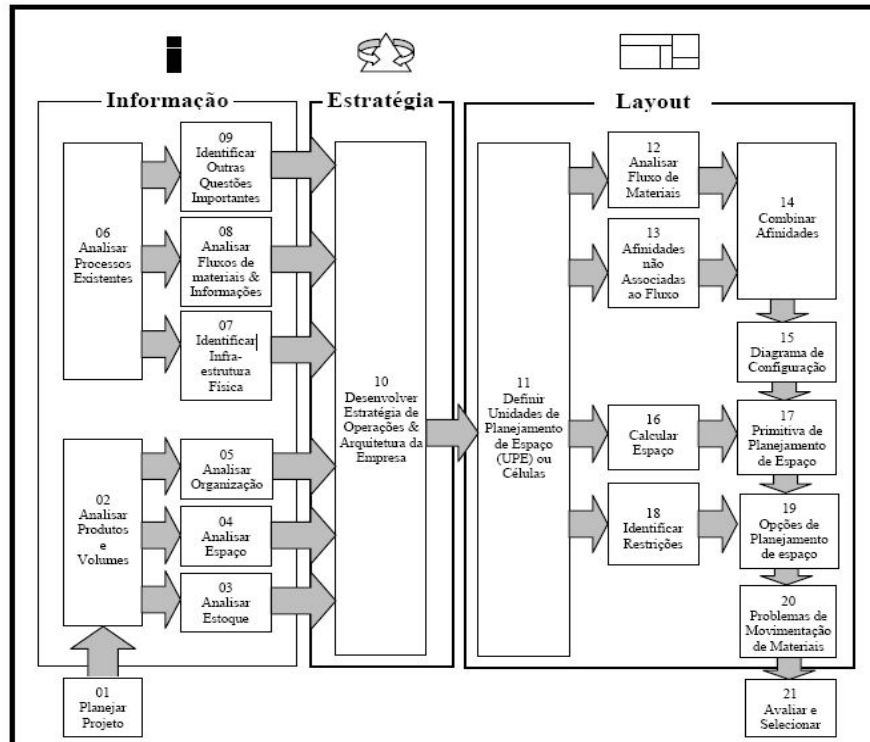 Informação
Estratégia
Layout
09
Identificar
Outras
Questões
Importantes
06
Analisar
Processos
Existentes
08
Analisar
Fluxos de
materiais &
Informações
07
Identificar
Infra-
estrutura
Física
02
Analisar
Produtos
e
Volumes
05
Analisar
Organização
04
Analisar
Espaço
03
Analisar
Estoque
01
Planejar
Projeto
10
Desenvolver
Estratégia de
Operações &
Arquitetura da
Empresa
11
Definir
Unidades de
Planejamento
de Espaço
(UPE) ou
Células
12
Analisar
Fluxo de
Materiais
13
Afinidades
não
Associadas
ao Fluxo
14
Combinar
Afinidades
15
Diagrama de
Configuração
16
Calcular
Espaço
17
Primitiva de
Planejamento
de Espaço
18
Identificar
Restrições
19
Opções de
Planejamento
de espaço
20
Problemas de
Movimentação
de Materiais
21
Avaliar e
Selecionar